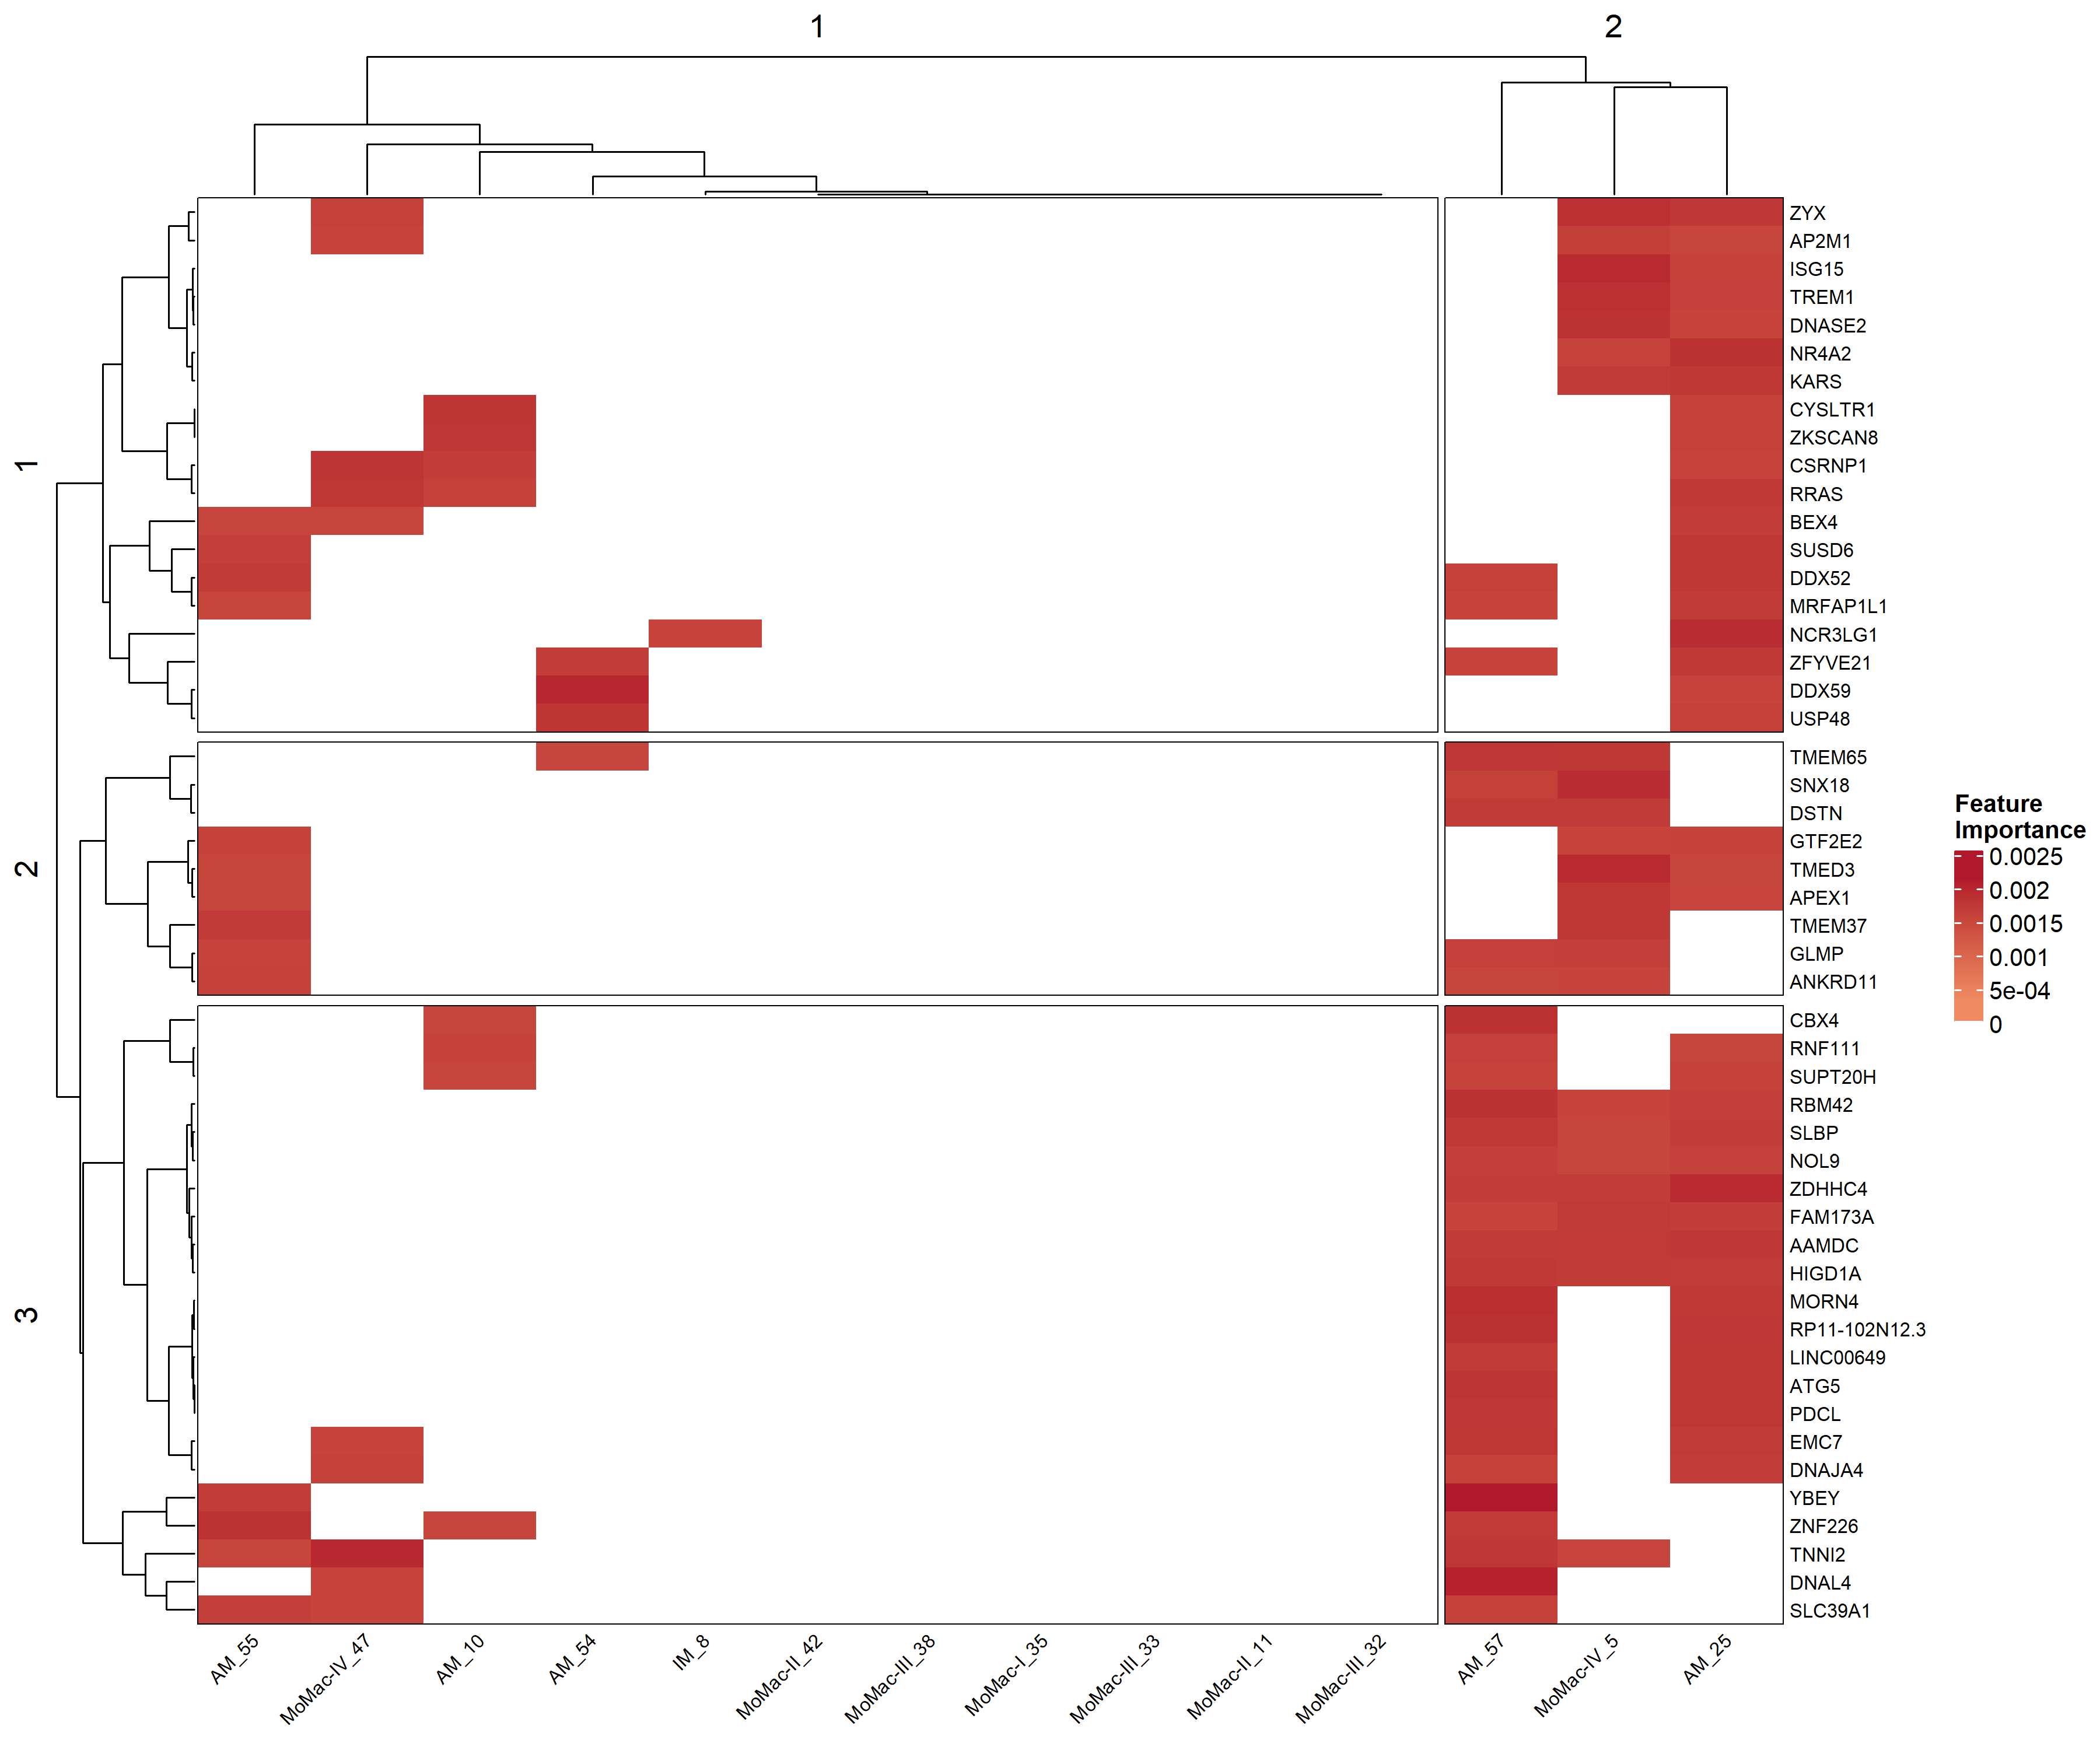 1
2
1
2
3
ZYX
AP2M1
ISG15
TREM1
DNASE2
NR4A2
KARS
CYSLTR1
ZKSCAN8
CSRNP1
RRAS
BEX4
SUSD6
DDX52
MRFAP1L1
NCR3LG1
ZFYVE21
DDX59
USP48
TMEM65
SNX18
DSTN
GTF2E2
TMED3
APEX1
TMEM37
GLMP
ANKRD11
CBX4
RNF111
SUPT20H
RBM42
SLBP
NOL9
ZDHHC4
FAM173A
AAMDC
HIGD1A
MORN4
RP11-102N12.3
LINC00649
ATG5
PDCL
EMC7
DNAJA4
YBEY
ZNF226
TNNI2
DNAL4
SLC39A1
AM_55
MoMac-IV_47
AM_10
AM_54
IM_8
MoMac-II_42
MoMac-III_38
MoMac-I_35
MoMac-III_33
MoMac-II_11
MoMac-III_32
AM_57
MoMac-IV_5
AM_25
Feature
Importance
0.0025
0.002
0.0015
0.001
5e-04
0